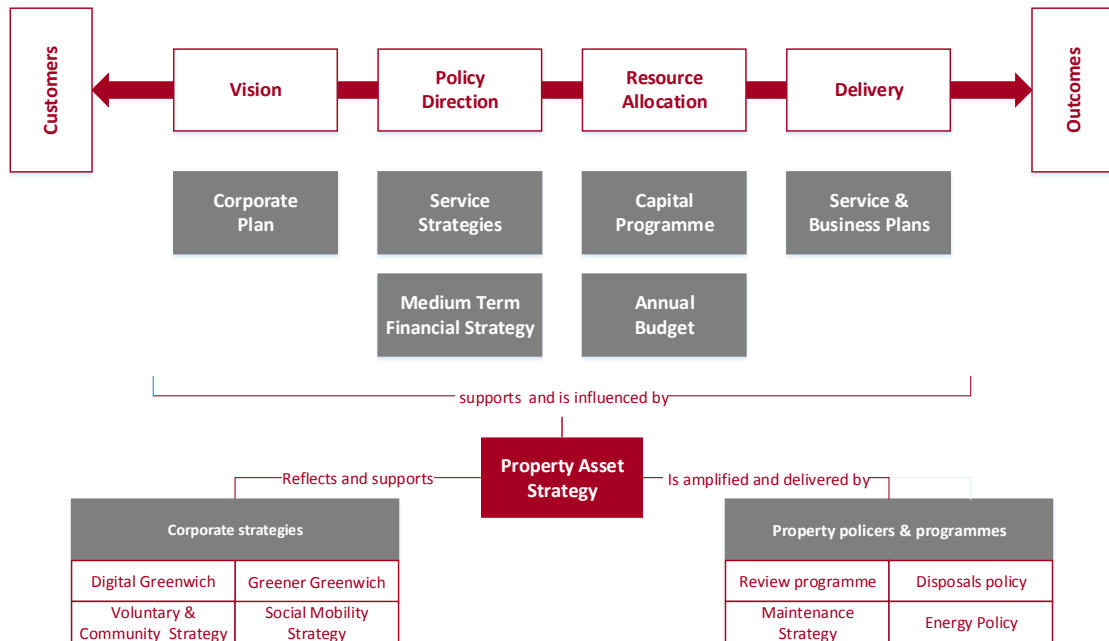 Customers
Vision
Policy
Direction
Resource
Allocation
Delivery
Outcomes
Corporate
Plan
Service
Strategies
Capital
Programme
Service &
Business Plans
Medium Term
Financial Strategy
Annual
Budget
supports and is influenced by
Property Asset
Strategy
Reflects and supports
Is amplified and delivered by
Corporate strategies
Digital Greenwich
Greener Greenwich
Voluntary &
Community Strategy
Social Mobility
Strategy
Property policers & programmes
Review programme
Disposals policy
Maintenance
Strategy
Energy Policy